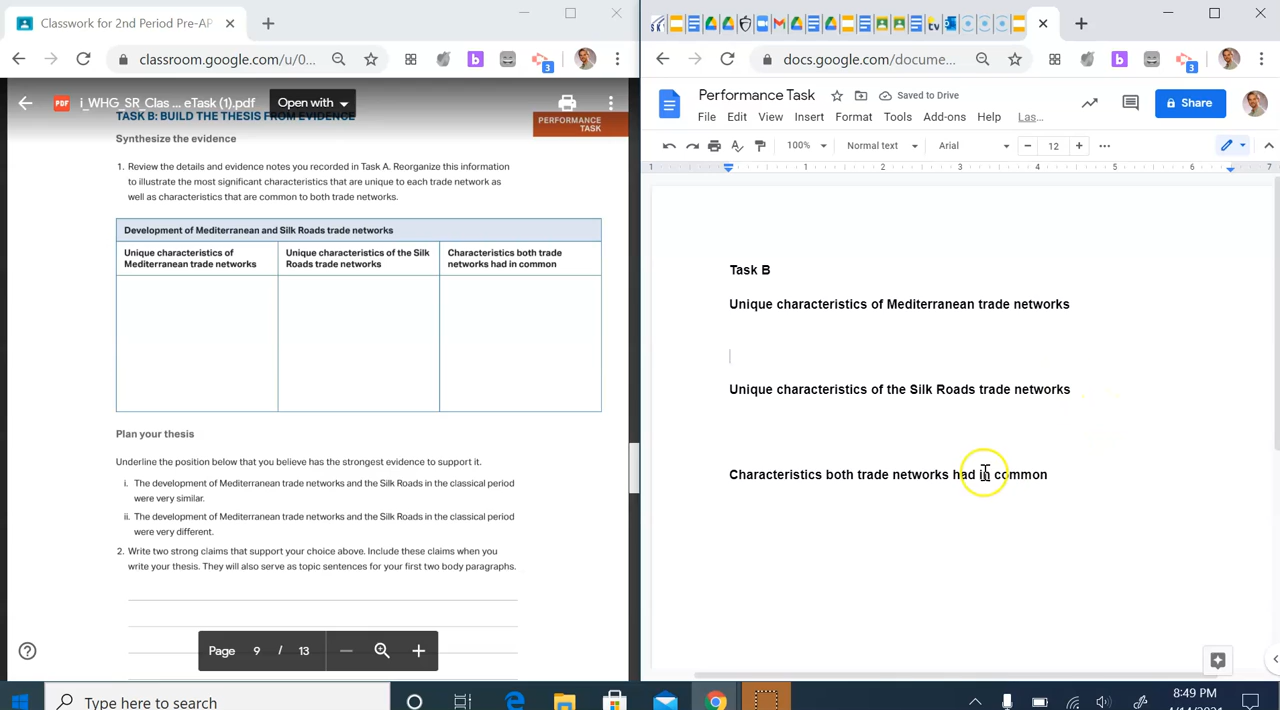 Classwork for 2nd Period Pre-AP
classroom.google.com/u/0...
3
PDF
i_WHG_SR_Clas ... eTask (1).pdf
Open with
TASK B: BUILD THE THESIS FROM EVIDENCE
PERFORMANCE
TASK
Synthesize the evidence
1. Review the details and evidence notes you recorded in Task A. Reorganize this information
to illustrate the most significant characteristics that are unique to each trade network as
well as characteristics that are common to both trade networks.
Development of Mediterranean and Silk Roads trade networks
Unique characteristics of
Mediterranean trade networks
Unique characteristics of the Silk
Roads trade networks
Characteristics both trade
networks had in common
Plan your thesis
Underline the position below that you believe has the strongest evidence to support it.
i. The development of Mediterranean trade networks and the Silk Roads in the classical period
were very similar.
ii. The development of Mediterranean trade networks and the Silk Roads in the classical period
were very different.
2. Write two strong claims that support your choice above. Include these claims when you
write your thesis. They will also serve as topic sentences for your first two body paragraphs.
Page 9 / 13
docs.google.com/docume...
3
Performance Task
Saved to Drive
File Edit View Insert Format Tools Add-ons Help Las...
Share
100% Normal text Arial 12
1 1 2 3 4 5 6 7
Task B
Unique characteristics of Mediterranean trade networks
Unique characteristics of the Silk Roads trade networks
Characteristics both trade networks had in common
Type here to search
8:49 PM